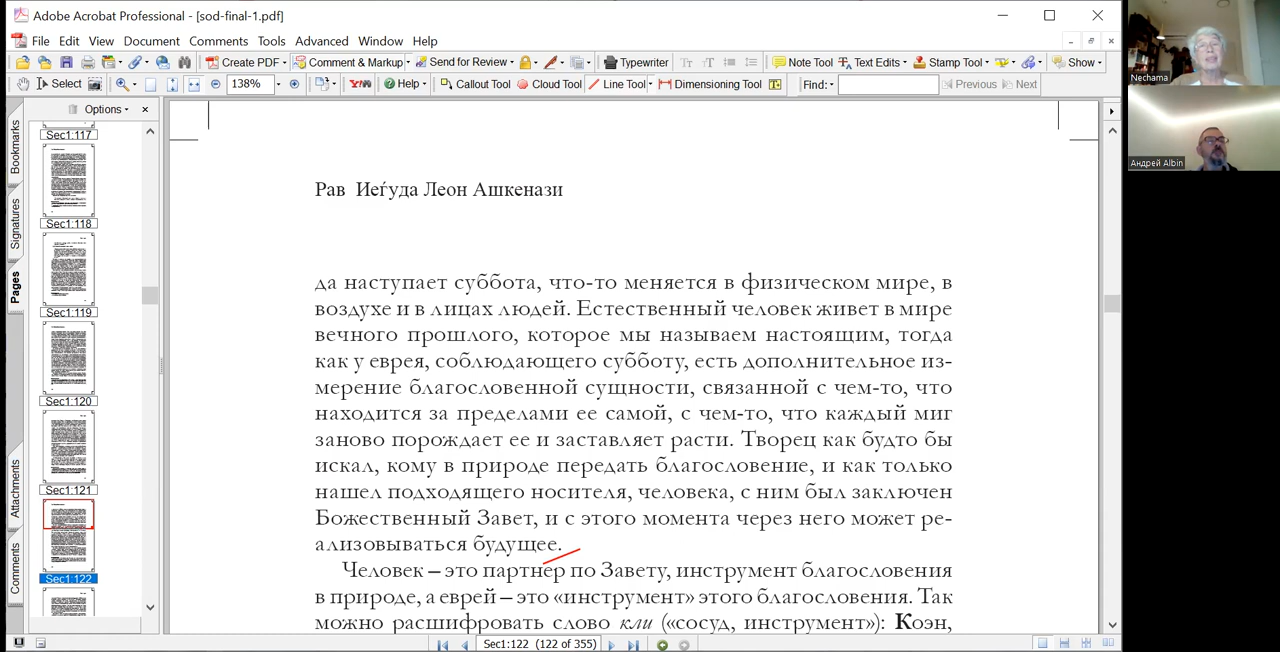 Adobe Acrobat Professional - [sod-final-1.pdf]
File Edit View Document Comments Tools Advanced Window Help
Create PDF Comment & Markup Send for Review Typewriter Note Tool Text Edits Stamp Tool Show
Select 138% Help Callout Tool Cloud Tool Line Tool Dimensioning Tool Find: Previous Next
Options
Bookmarks
Signatures
Pages
Attachments
Comments
Sec1:117
Sec1:118
Sec1:119
Sec1:120
Sec1:121
Sec1:122
Рав Иеѓуда Леон Ашкенази
да наступает суббота, что-то меняется в физическом мире, в
воздухе и в лицах людей. Естественный человек живет в мире
вечного прошлого, которое мы называем настоящим, тогда
как у еврея, соблюдающего субботу, есть дополнительное из-
мерение благословенной сущности, связанной с чем-то, что
находится за пределами ее самой, с чем-то, что каждый миг
заново порождает ее и заставляет расти. Творец как будто бы
искал, кому в природе передать благословение, и как только
нашел подходящего носителя, человека, с ним был заключен
Божественный Завет, и с этого момента через него может ре-
ализовываться будущее.
Человек – это партнер по Завету, инструмент благословения
в природе, а еврей – это «инструмент» этого благословения. Так
можно расшифровать слово кли («сосуд, инструмент»): Коэн,
Sec1:122 (122 of 355)
Nechama
Андрей Albin